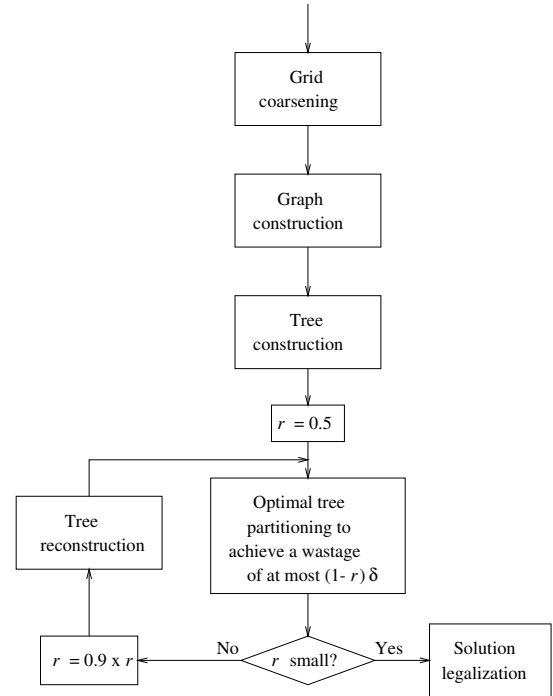 Grid
coarsening
Graph
construction
Tree
construction
r = 0.5
Optimal tree
partitioning to
achieve a wastage
of at most (1- r) δ
Tree
reconstruction
r small?
No
Yes
r = 0.9 x r
Solution
legalization